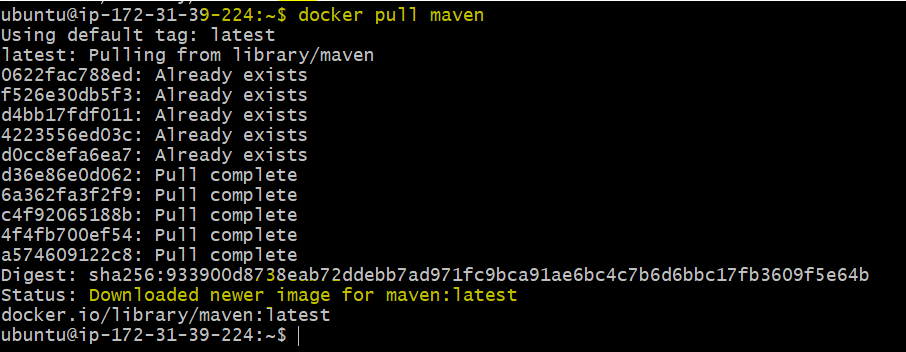 ubuntu@ip-172-31-39-224:~$ docker pull maven
Using default tag: latest
latest: Pulling from library/maven
0622fac788ed: Already exists
f526e30db5f3: Already exists
d4bb17fdf011: Already exists
4223556ed03c: Already exists
d0cc8efa6ea7: Already exists
d36e86e0d062: Pull complete
6a362fa3f2f9: Pull complete
c4f92065188b: Pull complete
4f4fb700ef54: Pull complete
a574609122c8: Pull complete
Digest: sha256:933900d8738eab72ddebb7ad971fc9bca91ae6bc4c7b6d6bbc17fb3609f5e64b
Status: Downloaded newer image for maven:latest
docker.io/library/maven:latest
ubuntu@ip-172-31-39-224:~$